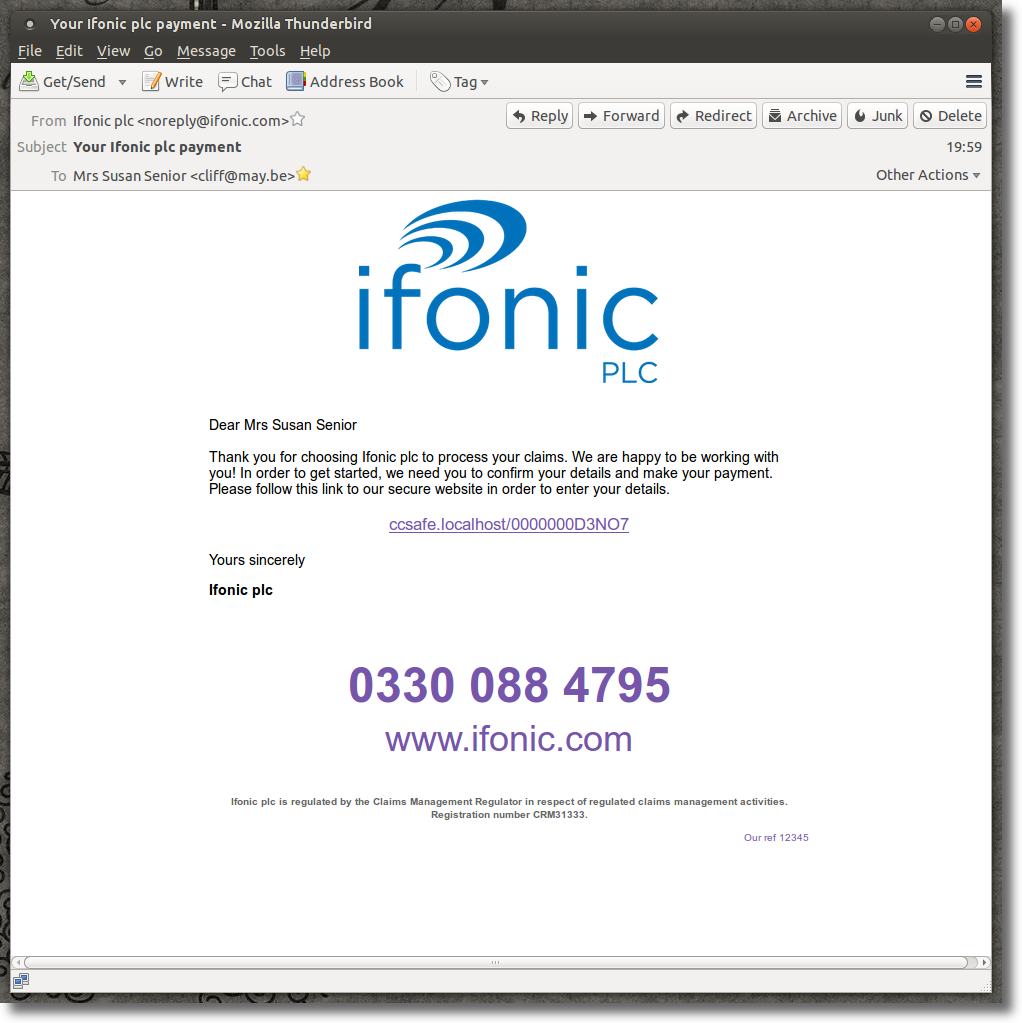 Your Ifonic plc payment - Mozilla Thunderbird
File Edit View Go Message Tools Help
Get/Send Write Chat Address Book Tag
From Ifonic plc <noreply@ifonic.com> Reply Forward Redirect Archive Junk Delete
Subject Your Ifonic plc payment 19:59
To Mrs Susan Senior <cliff@may.be> Other Actions
ifonic
PLC
Dear Mrs Susan Senior
Thank you for choosing Ifonic plc to process your claims. We are happy to be working with
you! In order to get started, we need you to confirm your details and make your payment.
Please follow this link to our secure website in order to enter your details.
ccsafe.localhost/0000000D3NO7
Yours sincerely
Ifonic plc
0330 088 4795
www.ifonic.com
Ifonic plc is regulated by the Claims Management Regulator in respect of regulated claims management activities.
Registration number CRM31333.
Our ref 12345